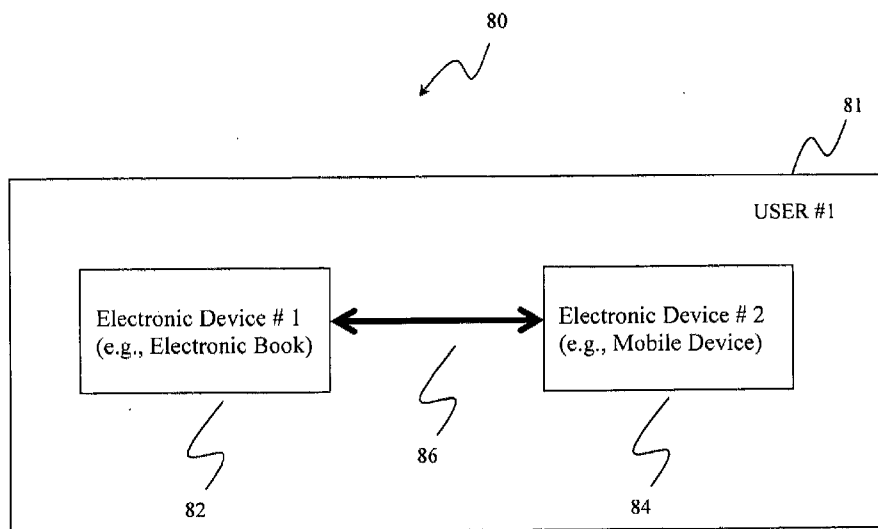 80
81
USER #1
Electronic Device # 1
(e.g., Electronic Book)
Electronic Device # 2
(e.g., Mobile Device)
86
82
84